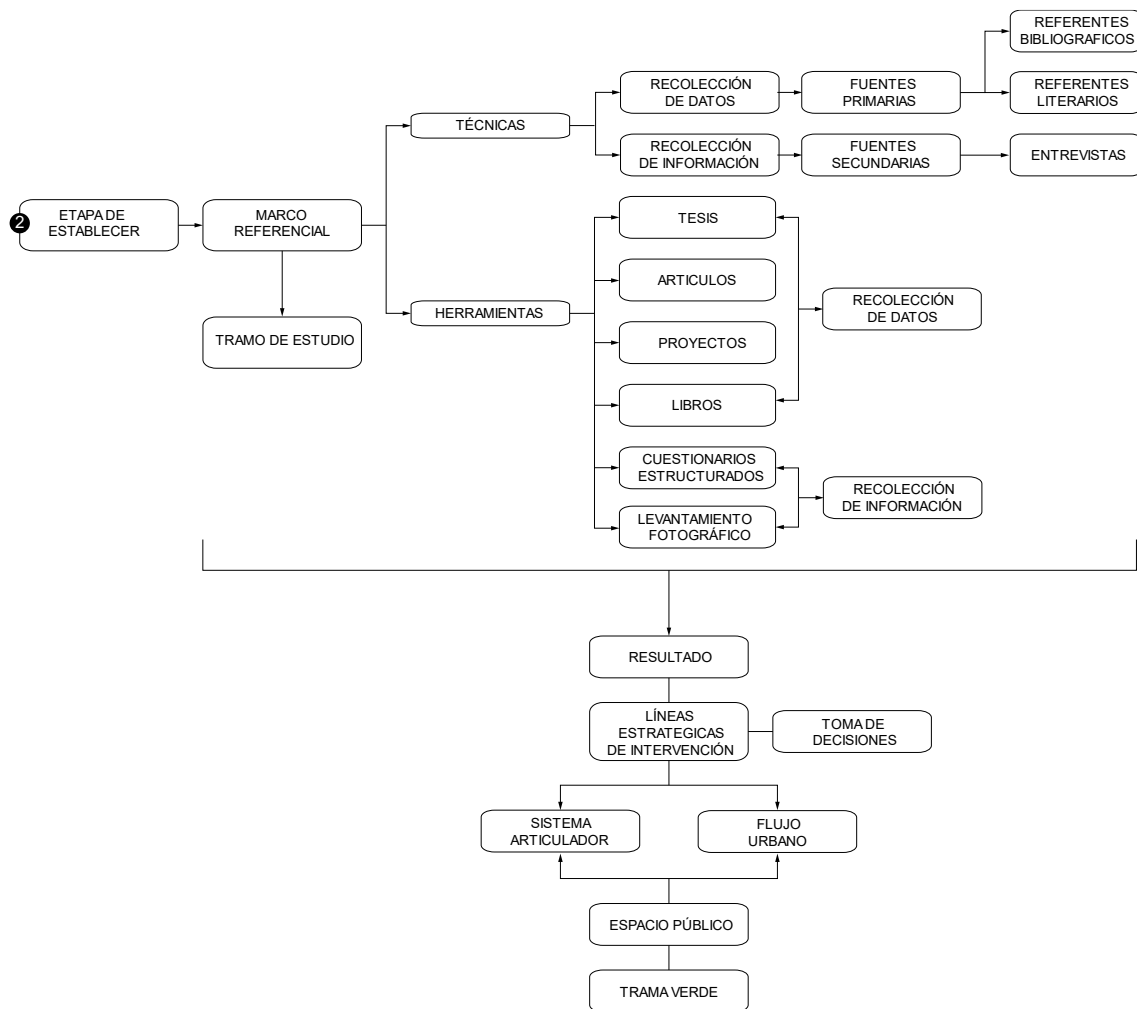 REFERENTES
BIBLIOGRAFICOS
RECOLECCIÓN
DE DATOS
FUENTES
PRIMARIAS
REFERENTES
LITERARIOS
TÉCNICAS
RECOLECCIÓN
DE INFORMACIÓN
FUENTES
SECUNDARIAS
ENTREVISTAS
2
ETAPA DE
ESTABLECER
MARCO
REFERENCIAL
TESIS
ARTICULOS
HERRAMIENTAS
RECOLECCIÓN
DE DATOS
TRAMO DE ESTUDIO
PROYECTOS
LIBROS
CUESTIONARIOS
ESTRUCTURADOS
RECOLECCIÓN
DE INFORMACIÓN
LEVANTAMIENTO
FOTOGRÁFICO
RESULTADO
LÍNEAS
ESTRATEGICAS
DE INTERVENCIÓN
TOMA DE
DECISIONES
SISTEMA
ARTICULADOR
FLUJO
URBANO
ESPACIO PÚBLICO
TRAMA VERDE